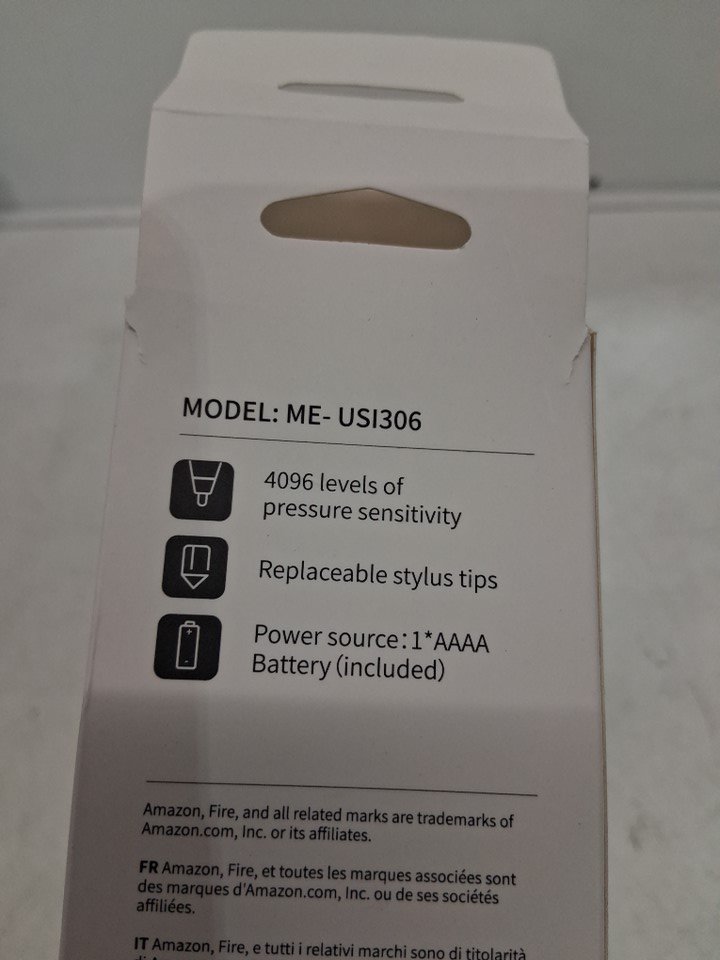 MODEL: ME- USI306
4096 levels of
pressure sensitivity
Replaceable stylus tips
Power source:1*AAAA
Battery (included)
Amazon, Fire, and all related marks are trademarks of
Amazon.com, Inc. or its affiliates.
FR Amazon, Fire, et toutes les marques associées sont
des marques d'Amazon.com, Inc. ou de ses sociétés
affiliées.
IT Amazon, Fire, e tutti i relativi marchi sono di titolarità